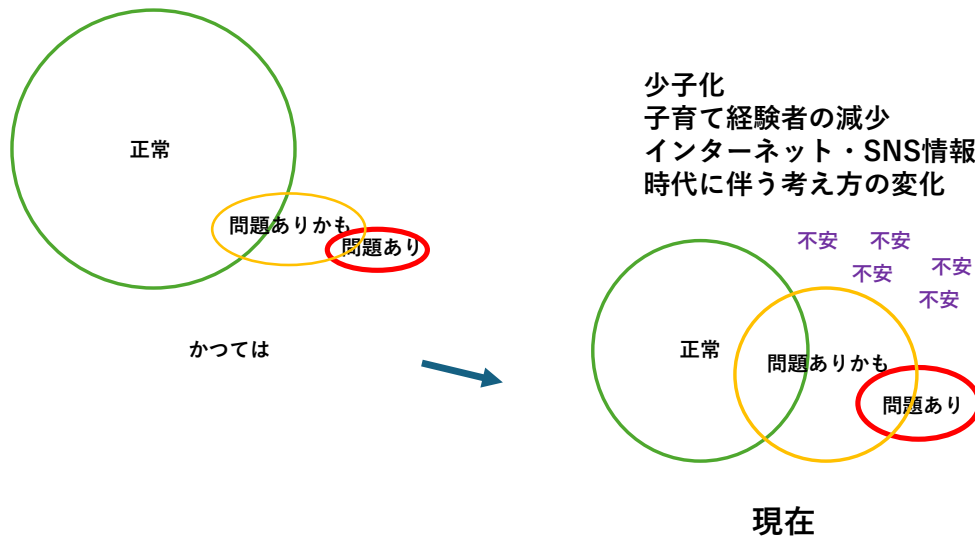 正常
問題ありかも
問題あり
かつては
少子化
子育て経験者の減少
インターネット・SNS情報
時代に伴う考え方の変化
不安
不安
不安
不安
不安
正常
問題ありかも
問題あり
現在